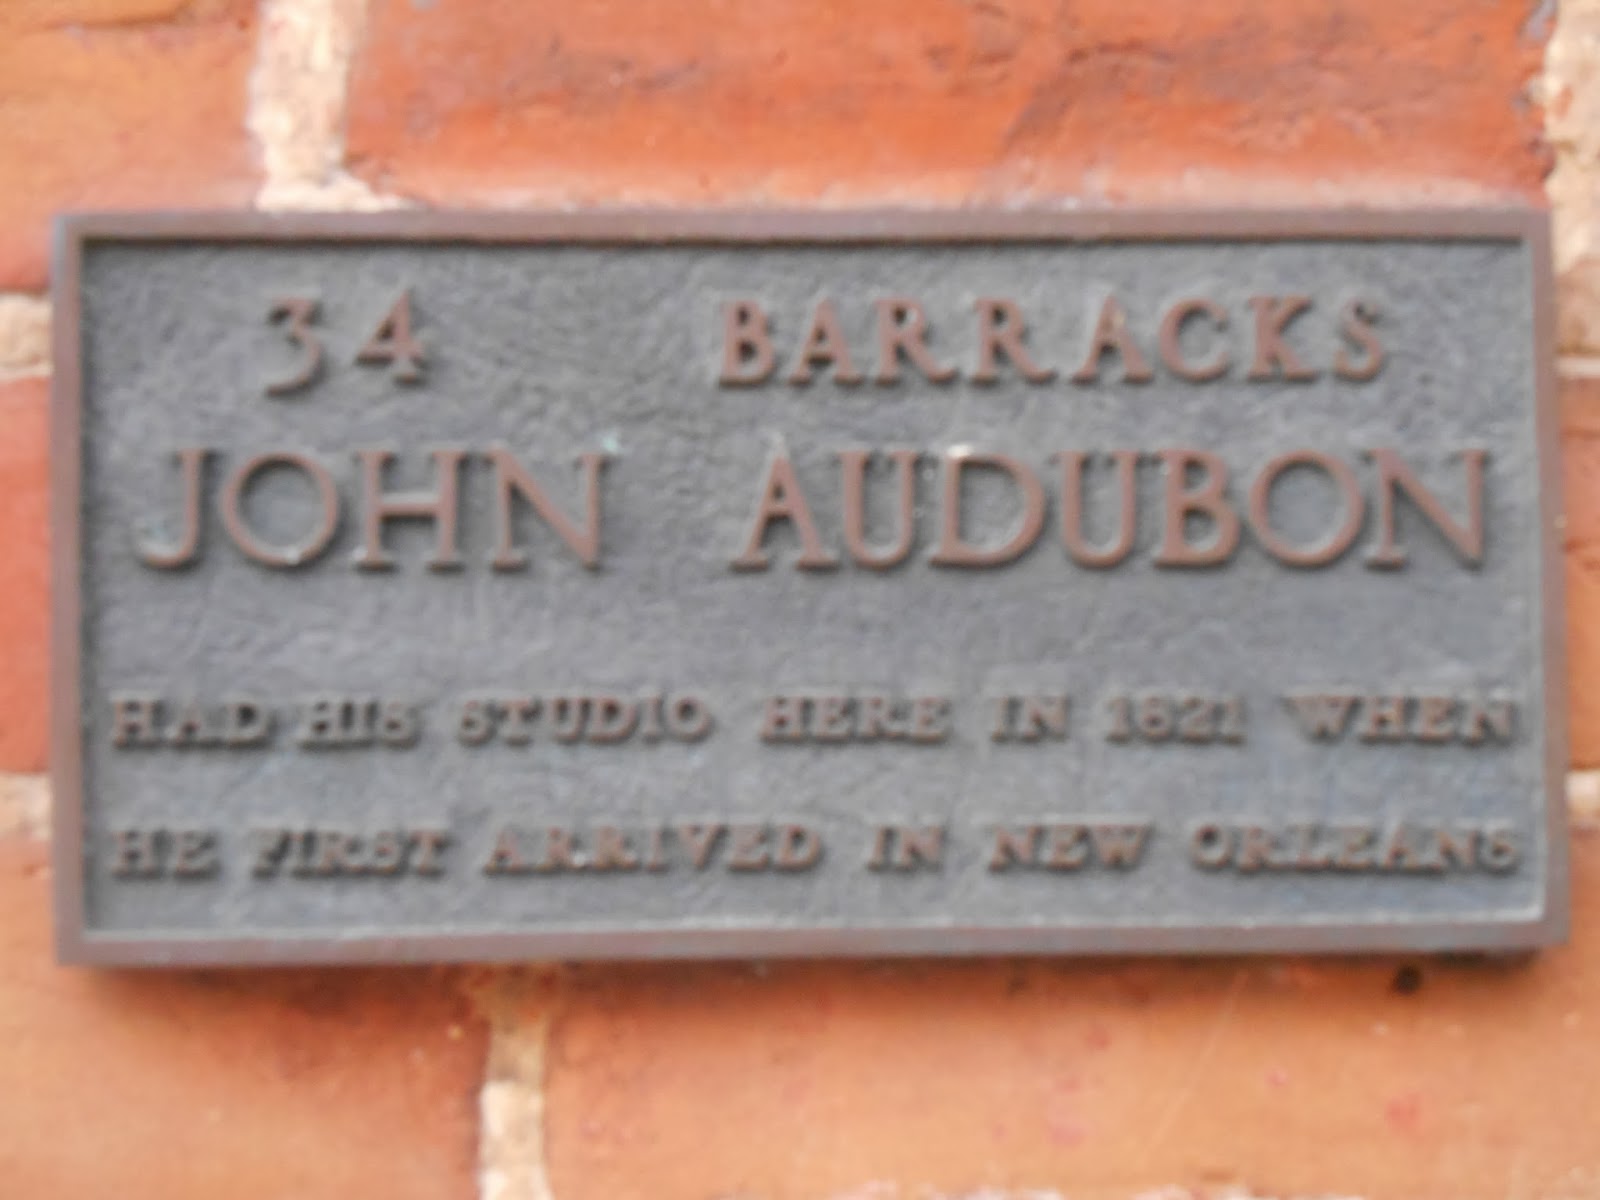 34 BARRACKS
JOHN AUDUBON
HAD HIS STUDIO HERE IN 1821 WHEN
HE FIRST ARRIVED IN NEW ORLEANS